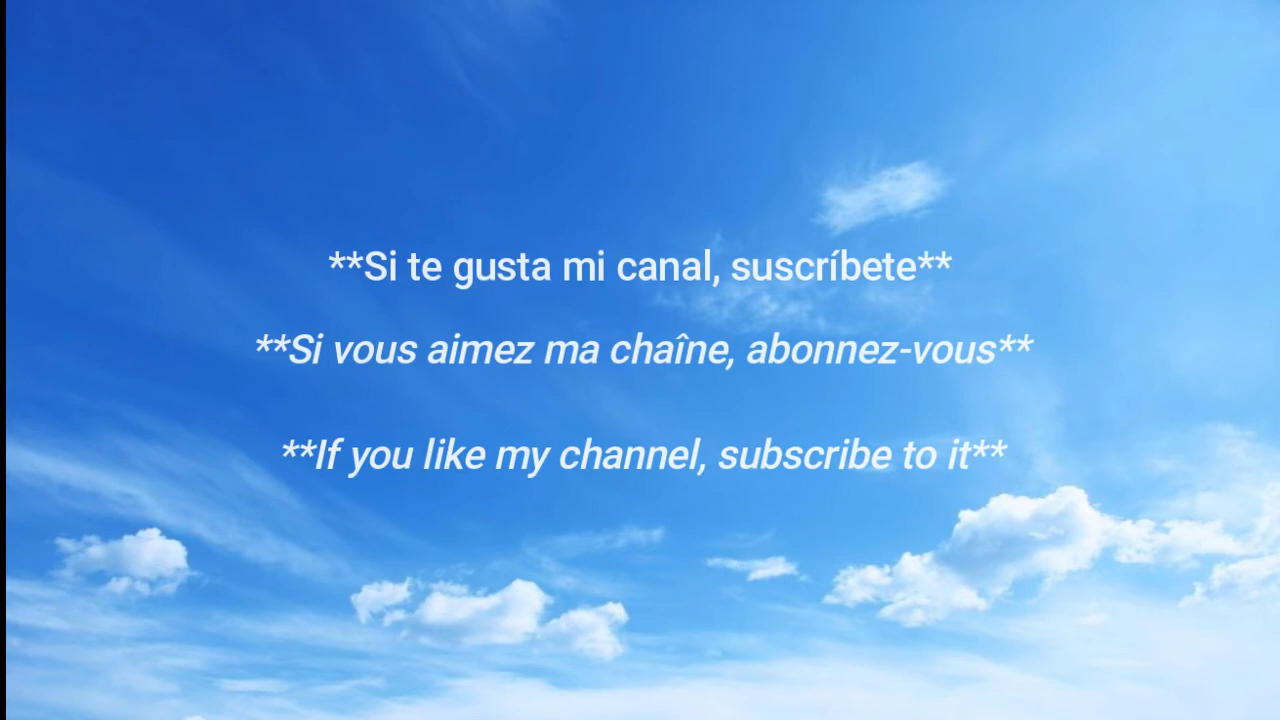 **Si te gusta mi canal, suscríbete**
**Si vous aimez ma chaîne, abonnez-vous**
**If you like my channel, subscribe to it**